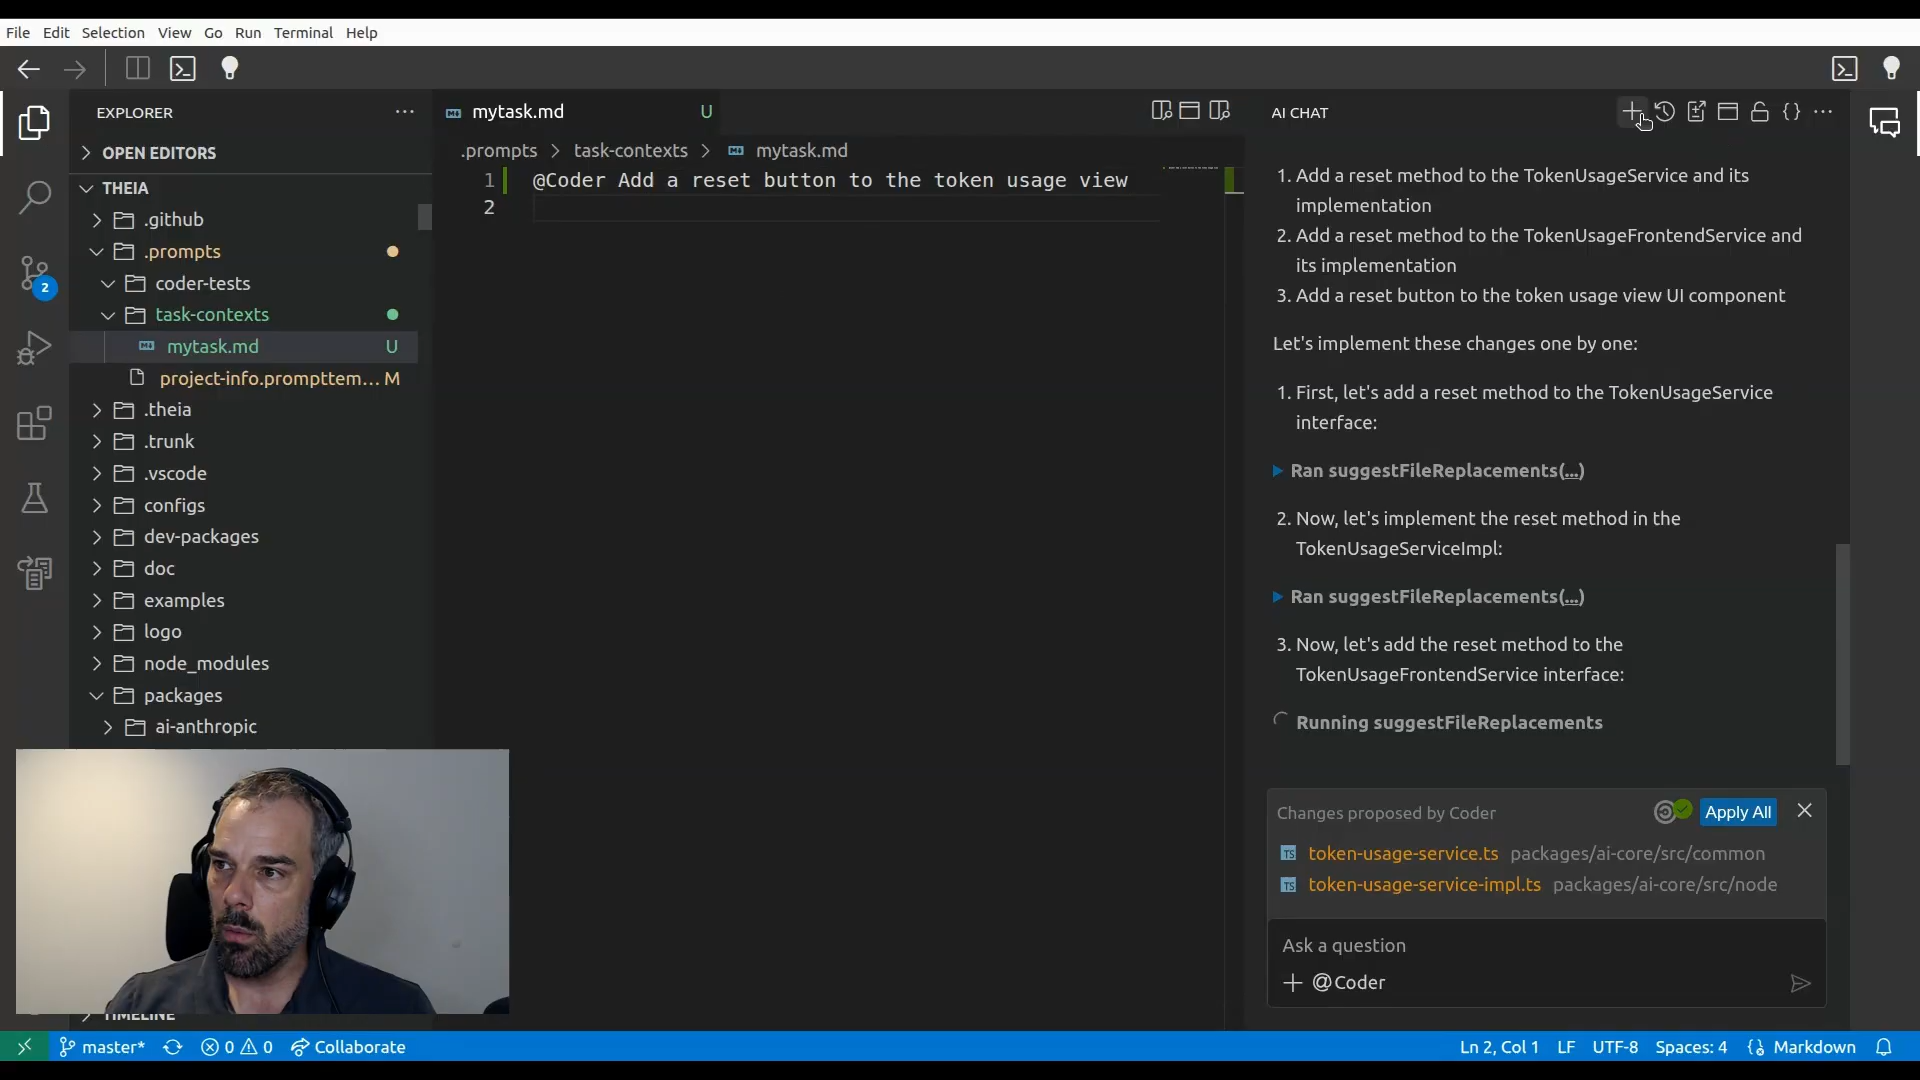 File Edit Selection View Go Run Terminal Help
EXPLORER
OPEN EDITORS
THEIA
.github
.prompts
coder-tests
task-contexts
mytask.md U
project-info.prompttem... M
.theia
.trunk
.vscode
configs
dev-packages
doc
examples
logo
node_modules
packages
ai-anthropic
TIMELINE
2
mytask.md U
.prompts > task-contexts > mytask.md
1 @Coder Add a reset button to the token usage view
2
AI CHAT
1. Add a reset method to the TokenUsageService and its
implementation
2. Add a reset method to the TokenUsageFrontendService and
its implementation
3. Add a reset button to the token usage view UI component
Let's implement these changes one by one:
1. First, let's add a reset method to the TokenUsageService
interface:
Ran suggestFileReplacements(...)
2. Now, let's implement the reset method in the
TokenUsageServiceImpl:
Ran suggestFileReplacements(...)
3. Now, let's add the reset method to the
TokenUsageFrontendService interface:
Running suggestFileReplacements
Changes proposed by Coder Apply All
TS token-usage-service.ts packages/ai-core/src/common
TS token-usage-service-impl.ts packages/ai-core/src/node
Ask a question
@Coder
master* 0 0 Collaborate Ln 2, Col 1 LF UTF-8 Spaces: 4 Markdown